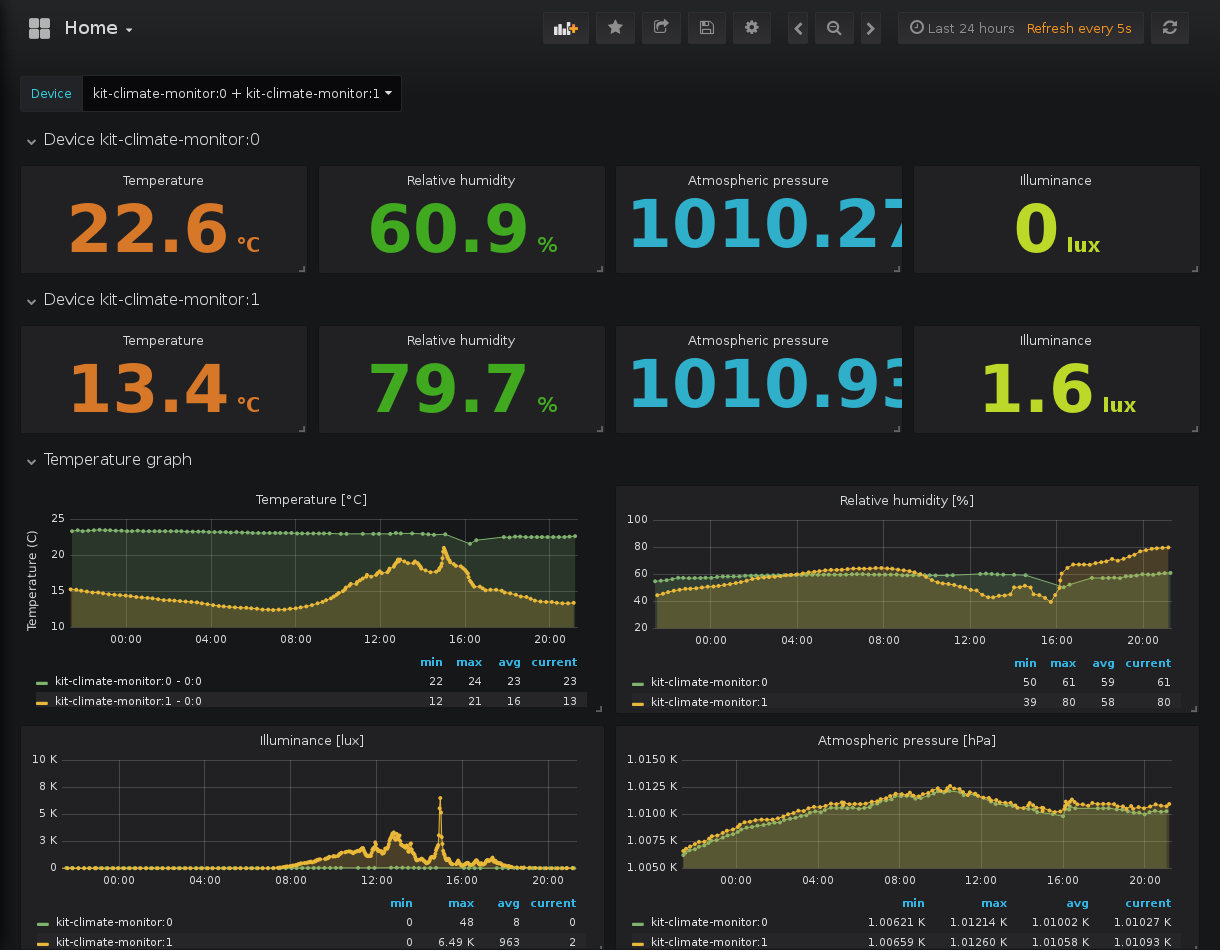 Home
Last 24 hours Refresh every 5s
Device kit-climate-monitor:0 + kit-climate-monitor:1
Device kit-climate-monitor:0
Temperature Relative humidity Atmospheric pressure Illuminance
22.6 °C 60.9 % 1010.27 0 lux
Device kit-climate-monitor:1
Temperature Relative humidity Atmospheric pressure Illuminance
13.4 °C 79.7 % 1010.93 1.6 lux
Temperature graph
Temperature [°C]
Temperature (C)
25
20
15
10
00:00 04:00 08:00 12:00 16:00 20:00
min max avg current
kit-climate-monitor:0 - 0:0 22 24 23 23
kit-climate-monitor:1 - 0:0 12 21 16 13
Relative humidity [%]
100
80
60
40
20
00:00 04:00 08:00 12:00 16:00 20:00
min max avg current
kit-climate-monitor:0 50 61 59 61
kit-climate-monitor:1 39 80 58 80
Illuminance [lux]
10 K
8 K
5 K
3 K
0
00:00 04:00 08:00 12:00 16:00 20:00
min max avg current
kit-climate-monitor:0 0 48 8 0
kit-climate-monitor:1 0 6.49 K 963 2
Atmospheric pressure [hPa]
1.0150 K
1.0125 K
1.0100 K
1.0075 K
1.0050 K
00:00 04:00 08:00 12:00 16:00 20:00
min max avg current
kit-climate-monitor:0 1.00621 K 1.01214 K 1.01002 K 1.01027 K
kit-climate-monitor:1 1.00659 K 1.01260 K 1.01058 K 1.01093 K